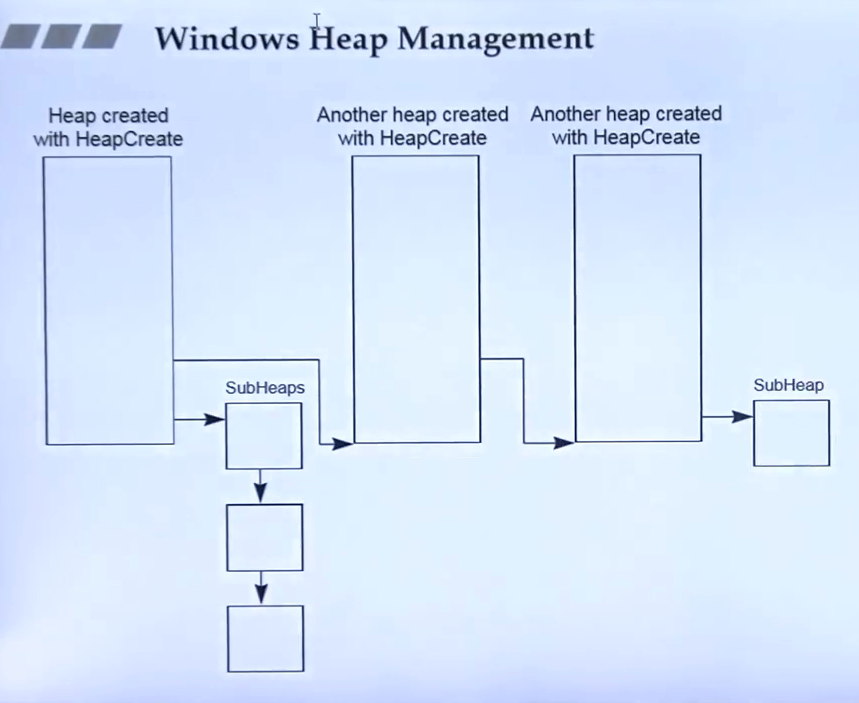 Windows Heap Management
Heap created
with HeapCreate
Another heap created
with HeapCreate
Another heap created
with HeapCreate
SubHeaps
SubHeap